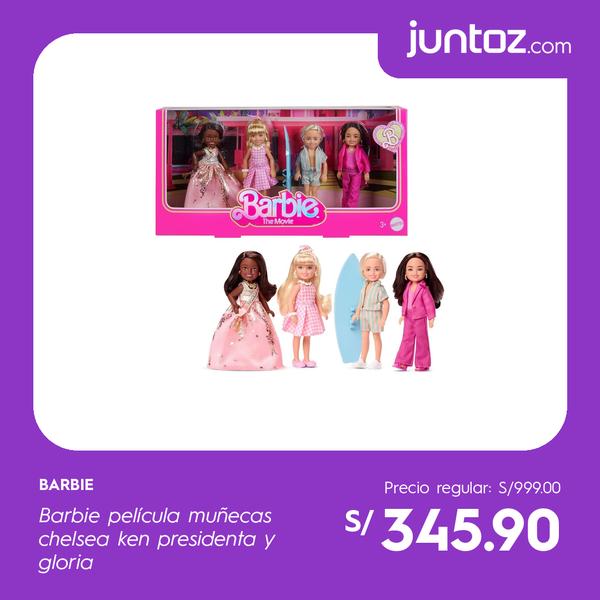 juntoz.com
B
Barbie
The Movie
3+
BARBIE
Barbie película muñecas
chelsea ken presidenta y
gloria
Precio regular: S/999.00
S/ 345.90